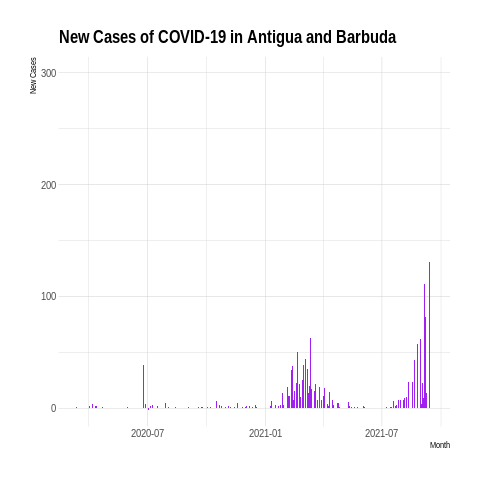 New Cases of COVID-19 in Antigua and Barbuda
New Cases
300
200
100
0
2020-07
2021-01
2021-07
Month